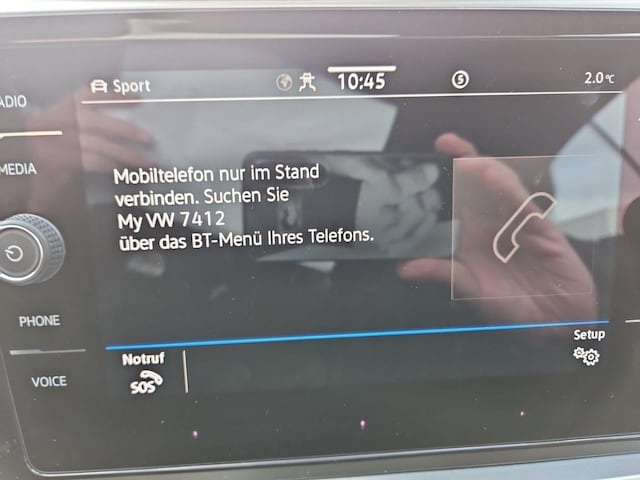 Sport
10:45
5
2.0°C
ADIO
MEDIA
Mobiltelefon nur im Stand
verbinden. Suchen Sie
My VW 7412
über das BT-Menü Ihres Telefons.
PHONE
VOICE
Notruf
SOS
Setup